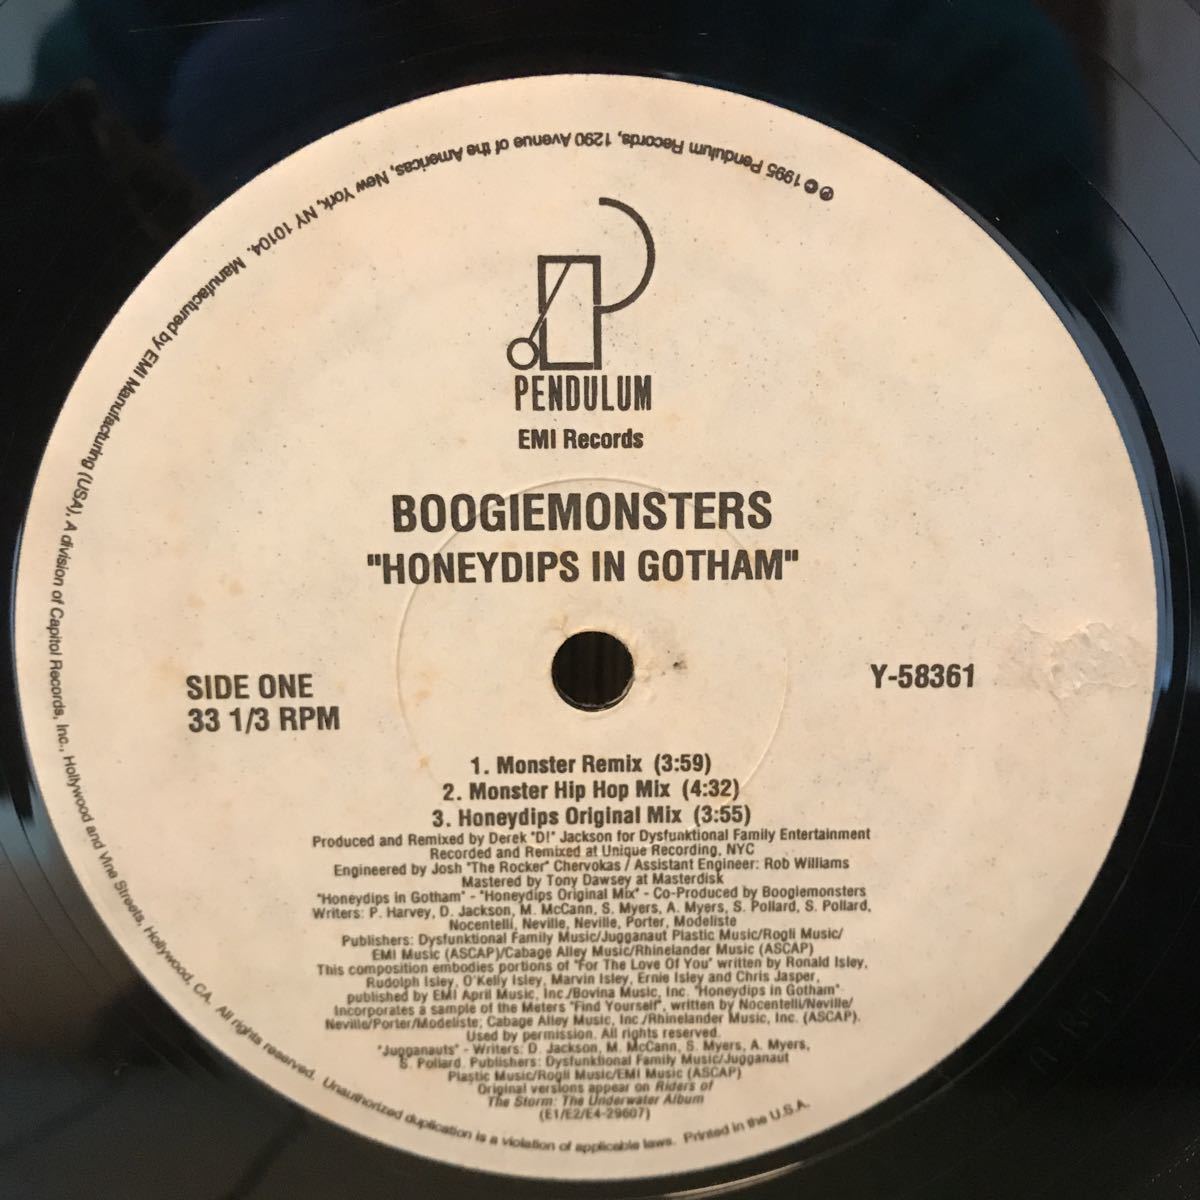 ℗ © 1995 Pendulum Records, 1290 Avenue of the Americas, New York, NY 10104. Manufactured by EMI Manufacturing (USA), A division of Capitol Records, Inc., Hollywood and Vine Streets, Hollywood, CA. All rights reserved. Unauthorized duplication is a violation of applicable laws. Printed in the U.S.A.
PENDULUM
EMI Records
BOOGIEMONSTERS
"HONEYDIPS IN GOTHAM"
SIDE ONE
33 1/3 RPM
Y-58361
1. Monster Remix (3:59)
2. Monster Hip Hop Mix (4:32)
3. Honeydips Original Mix (3:55)
Produced and Remixed by Derek "D!" Jackson for Dysfunktional Family Entertainment
Recorded and Remixed at Unique Recording, NYC
Engineered by Josh "The Rocker" Chervokas / Assistant Engineer: Rob Williams
Mastered by Tony Dawsey at Masterdisk
"Honeydips in Gotham" - "Honeydips Original Mix" - Co-Produced by Boogiemonsters
Writers: P. Harvey, D. Jackson, M. McCann, S. Myers, A. Myers, S. Pollard, S. Pollard,
Nocentelli, Neville, Neville, Porter, Modeliste
Publishers: Dysfunktional Family Music/Jugganaut Plastic Music/Rogli Music/
EMI Music (ASCAP)/Cabage Alley Music/Rhinelander Music (ASCAP)
This composition embodies portions of "For The Love Of You" written by Ronald Isley,
Rudolph Isley, O'Kelly Isley, Marvin Isley, Ernie Isley and Chris Jasper,
published by EMI April Music, Inc./Bovina Music, Inc. "Honeydips in Gotham"
Incorporates a sample of the Meters "Find Yourself", written by Nocentelli/Neville/
Neville/Porter/Modeliste; Cabage Alley Music, Inc./Rhinelander Music, Inc. (ASCAP).
Used by permission. All rights reserved.
"Jugganauts" - Writers: D. Jackson, M. McCann, S. Myers, A. Myers,
S. Pollard. Publishers: Dysfunktional Family Music/Jugganaut
Plastic Music/Rogli Music/EMI Music (ASCAP)
Original versions appear on Riders of
The Storm: The Underwater Album
(E1/E2/E4-29607)